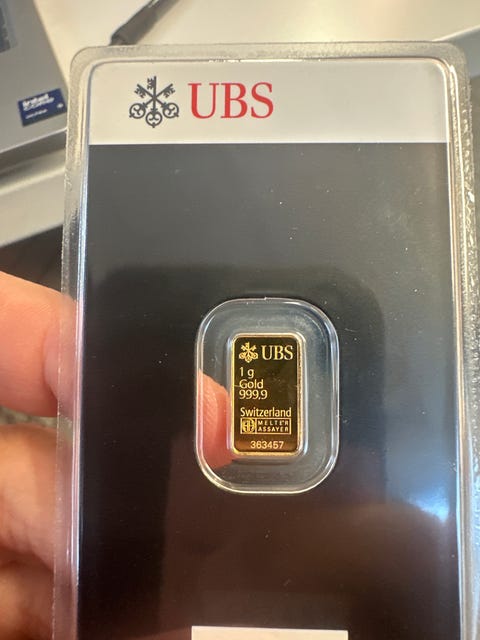 UBS
UBS
1 g
Gold
999,9
Switzerland
MELTER
ASSAYER
363457